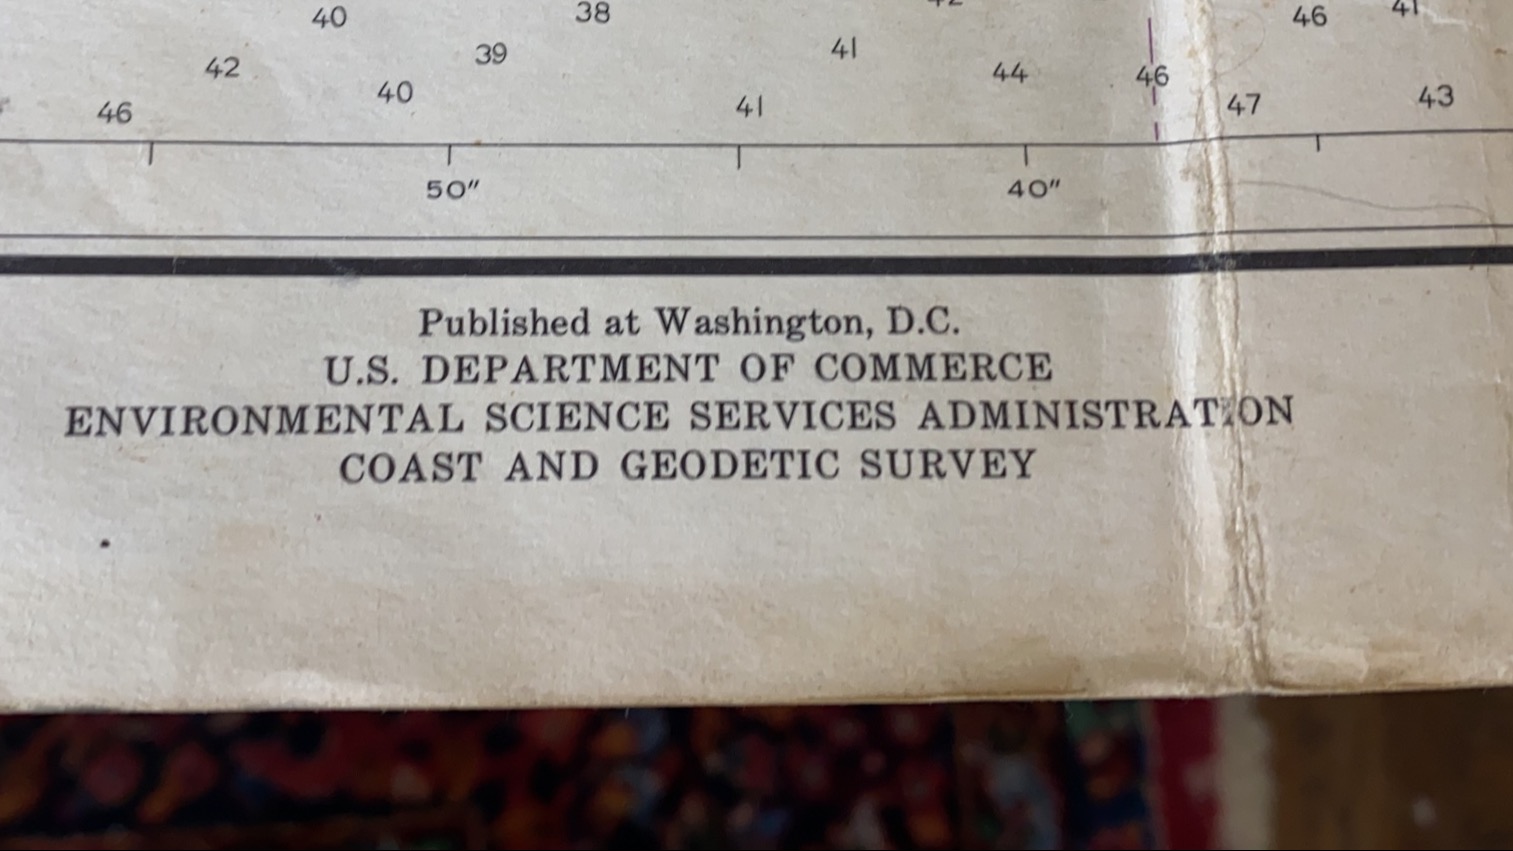 40 38 46 41
42 39 41 44 46
46 40 41 47 43
50" 40"
Published at Washington, D.C.
U.S. DEPARTMENT OF COMMERCE
ENVIRONMENTAL SCIENCE SERVICES ADMINISTRATION
COAST AND GEODETIC SURVEY